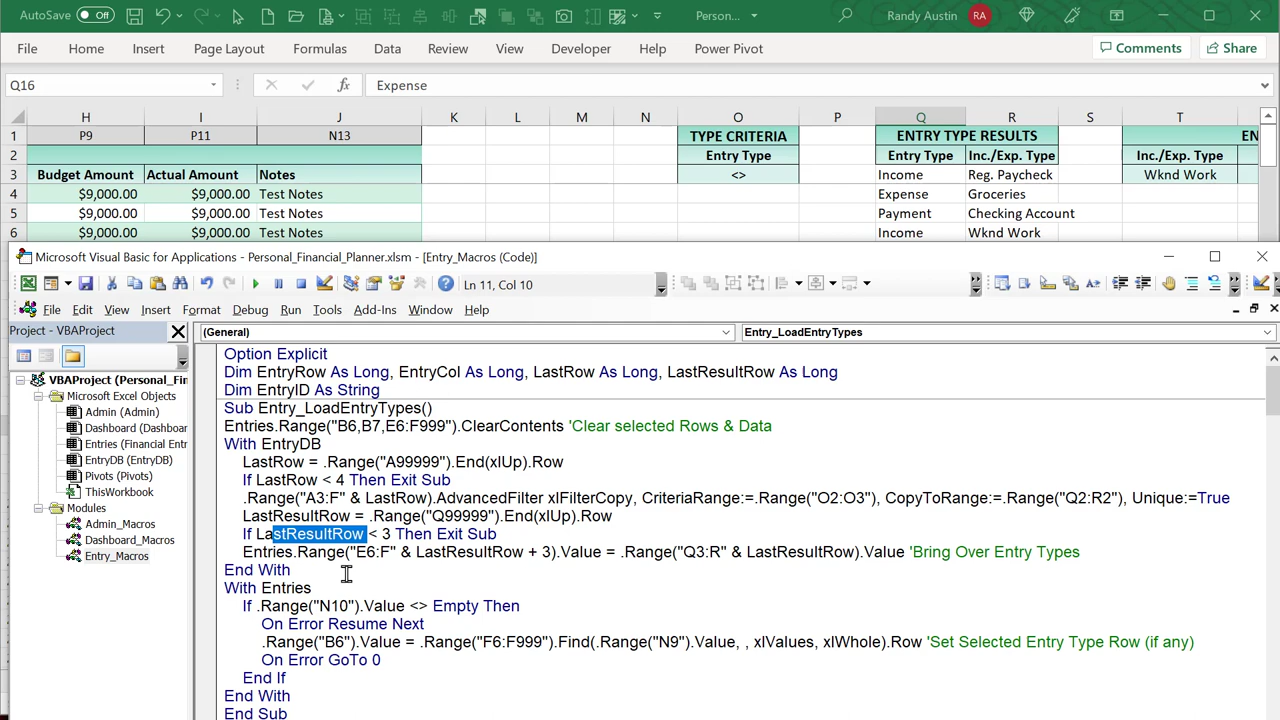 AutoSave Off Person... Randy Austin RA
File Home Insert Page Layout Formulas Data Review View Developer Help Power Pivot Comments Share
Q16 fx Expense
H I J K L M N O P Q R S T
1 P9 P11 N13 TYPE CRITERIA ENTRY TYPE RESULTS EN
2 Entry Type Entry Type Inc./Exp. Type Inc./Exp. Type
3 Budget Amount Actual Amount Notes <> Income Reg. Paycheck Wknd Work
4 $9,000.00 $9,000.00 Test Notes Expense Groceries
5 $9,000.00 $9,000.00 Test Notes Payment Checking Account
6 $9,000.00 $9,000.00 Test Notes Income Wknd Work
Microsoft Visual Basic for Applications - Personal_Financial_Planner.xlsm - [Entry_Macros (Code)]
Ln 11, Col 10
File Edit View Insert Format Debug Run Tools Add-Ins Window Help
Project - VBAProject
(General) Entry_LoadEntryTypes
VBAProject (Personal_Fin
Microsoft Excel Objects
Admin (Admin)
Dashboard (Dashboar
Entries (Financial Entr
EntryDB (EntryDB)
Pivots (Pivots)
ThisWorkbook
Modules
Admin_Macros
Dashboard_Macros
Entry_Macros
Option Explicit
Dim EntryRow As Long, EntryCol As Long, LastRow As Long, LastResultRow As Long
Dim EntryID As String
Sub Entry_LoadEntryTypes()
Entries.Range("B6,B7,E6:F999").ClearContents 'Clear selected Rows & Data
With EntryDB
LastRow = .Range("A99999").End(xlUp).Row
If LastRow < 4 Then Exit Sub
.Range("A3:F" & LastRow).AdvancedFilter xlFilterCopy, CriteriaRange:=.Range("O2:O3"), CopyToRange:=.Range("Q2:R2"), Unique:=True
LastResultRow = .Range("Q99999").End(xlUp).Row
If LastResultRow < 3 Then Exit Sub
Entries.Range("E6:F" & LastResultRow + 3).Value = .Range("Q3:R" & LastResultRow).Value 'Bring Over Entry Types
End With
With Entries
If .Range("N10").Value <> Empty Then
On Error Resume Next
.Range("B6").Value = .Range("F6:F999").Find(.Range("N9").Value, , xlValues, xlWhole).Row 'Set Selected Entry Type Row (if any)
On Error GoTo 0
End If
End With
End Sub